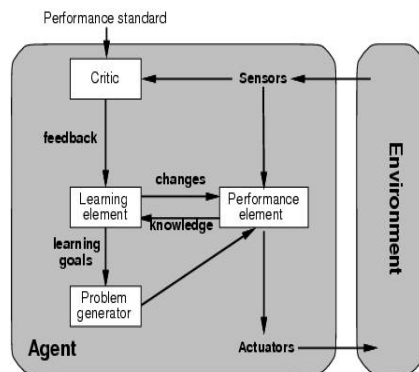 Performance standard
Critic
Sensors
feedback
changes
Learning
element
Performance
element
knowledge
learning
goals
Problem
generator
Agent
Actuators
Environment